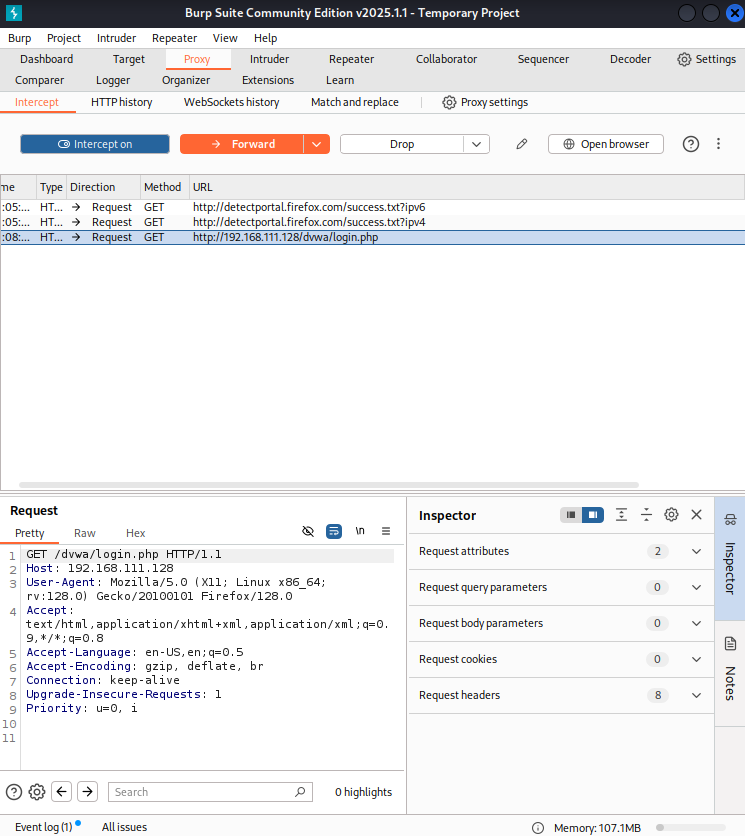 Burp Suite Community Edition v2025.1.1 - Temporary Project
Burp Project Intruder Repeater View Help
Dashboard Target Proxy Intruder Repeater Collaborator Sequencer Decoder Settings
Comparer Logger Organizer Extensions Learn
Intercept HTTP history WebSockets history Match and replace Proxy settings
Intercept on Forward Drop Open browser
me Type Direction Method URL
:05:... HT... Request GET http://detectportal.firefox.com/success.txt?ipv6
:05:... HT... Request GET http://detectportal.firefox.com/success.txt?ipv4
:08:... HT... Request GET http://192.168.111.128/dvwa/login.php
Request
Pretty Raw Hex \n
1 GET /dvwa/login.php HTTP/1.1
2 Host: 192.168.111.128
3 User-Agent: Mozilla/5.0 (X11; Linux x86_64;
rv:128.0) Gecko/20100101 Firefox/128.0
4 Accept:
text/html,application/xhtml+xml,application/xml;q=0.
9,*/*;q=0.8
5 Accept-Language: en-US,en;q=0.5
6 Accept-Encoding: gzip, deflate, br
7 Connection: keep-alive
8 Upgrade-Insecure-Requests: 1
9 Priority: u=0, i
10
11
Search 0 highlights
Inspector
Request attributes 2
Request query parameters 0
Request body parameters 0
Request cookies 0
Request headers 8
Inspector
Notes
Event log (1) All issues Memory: 107.1MB